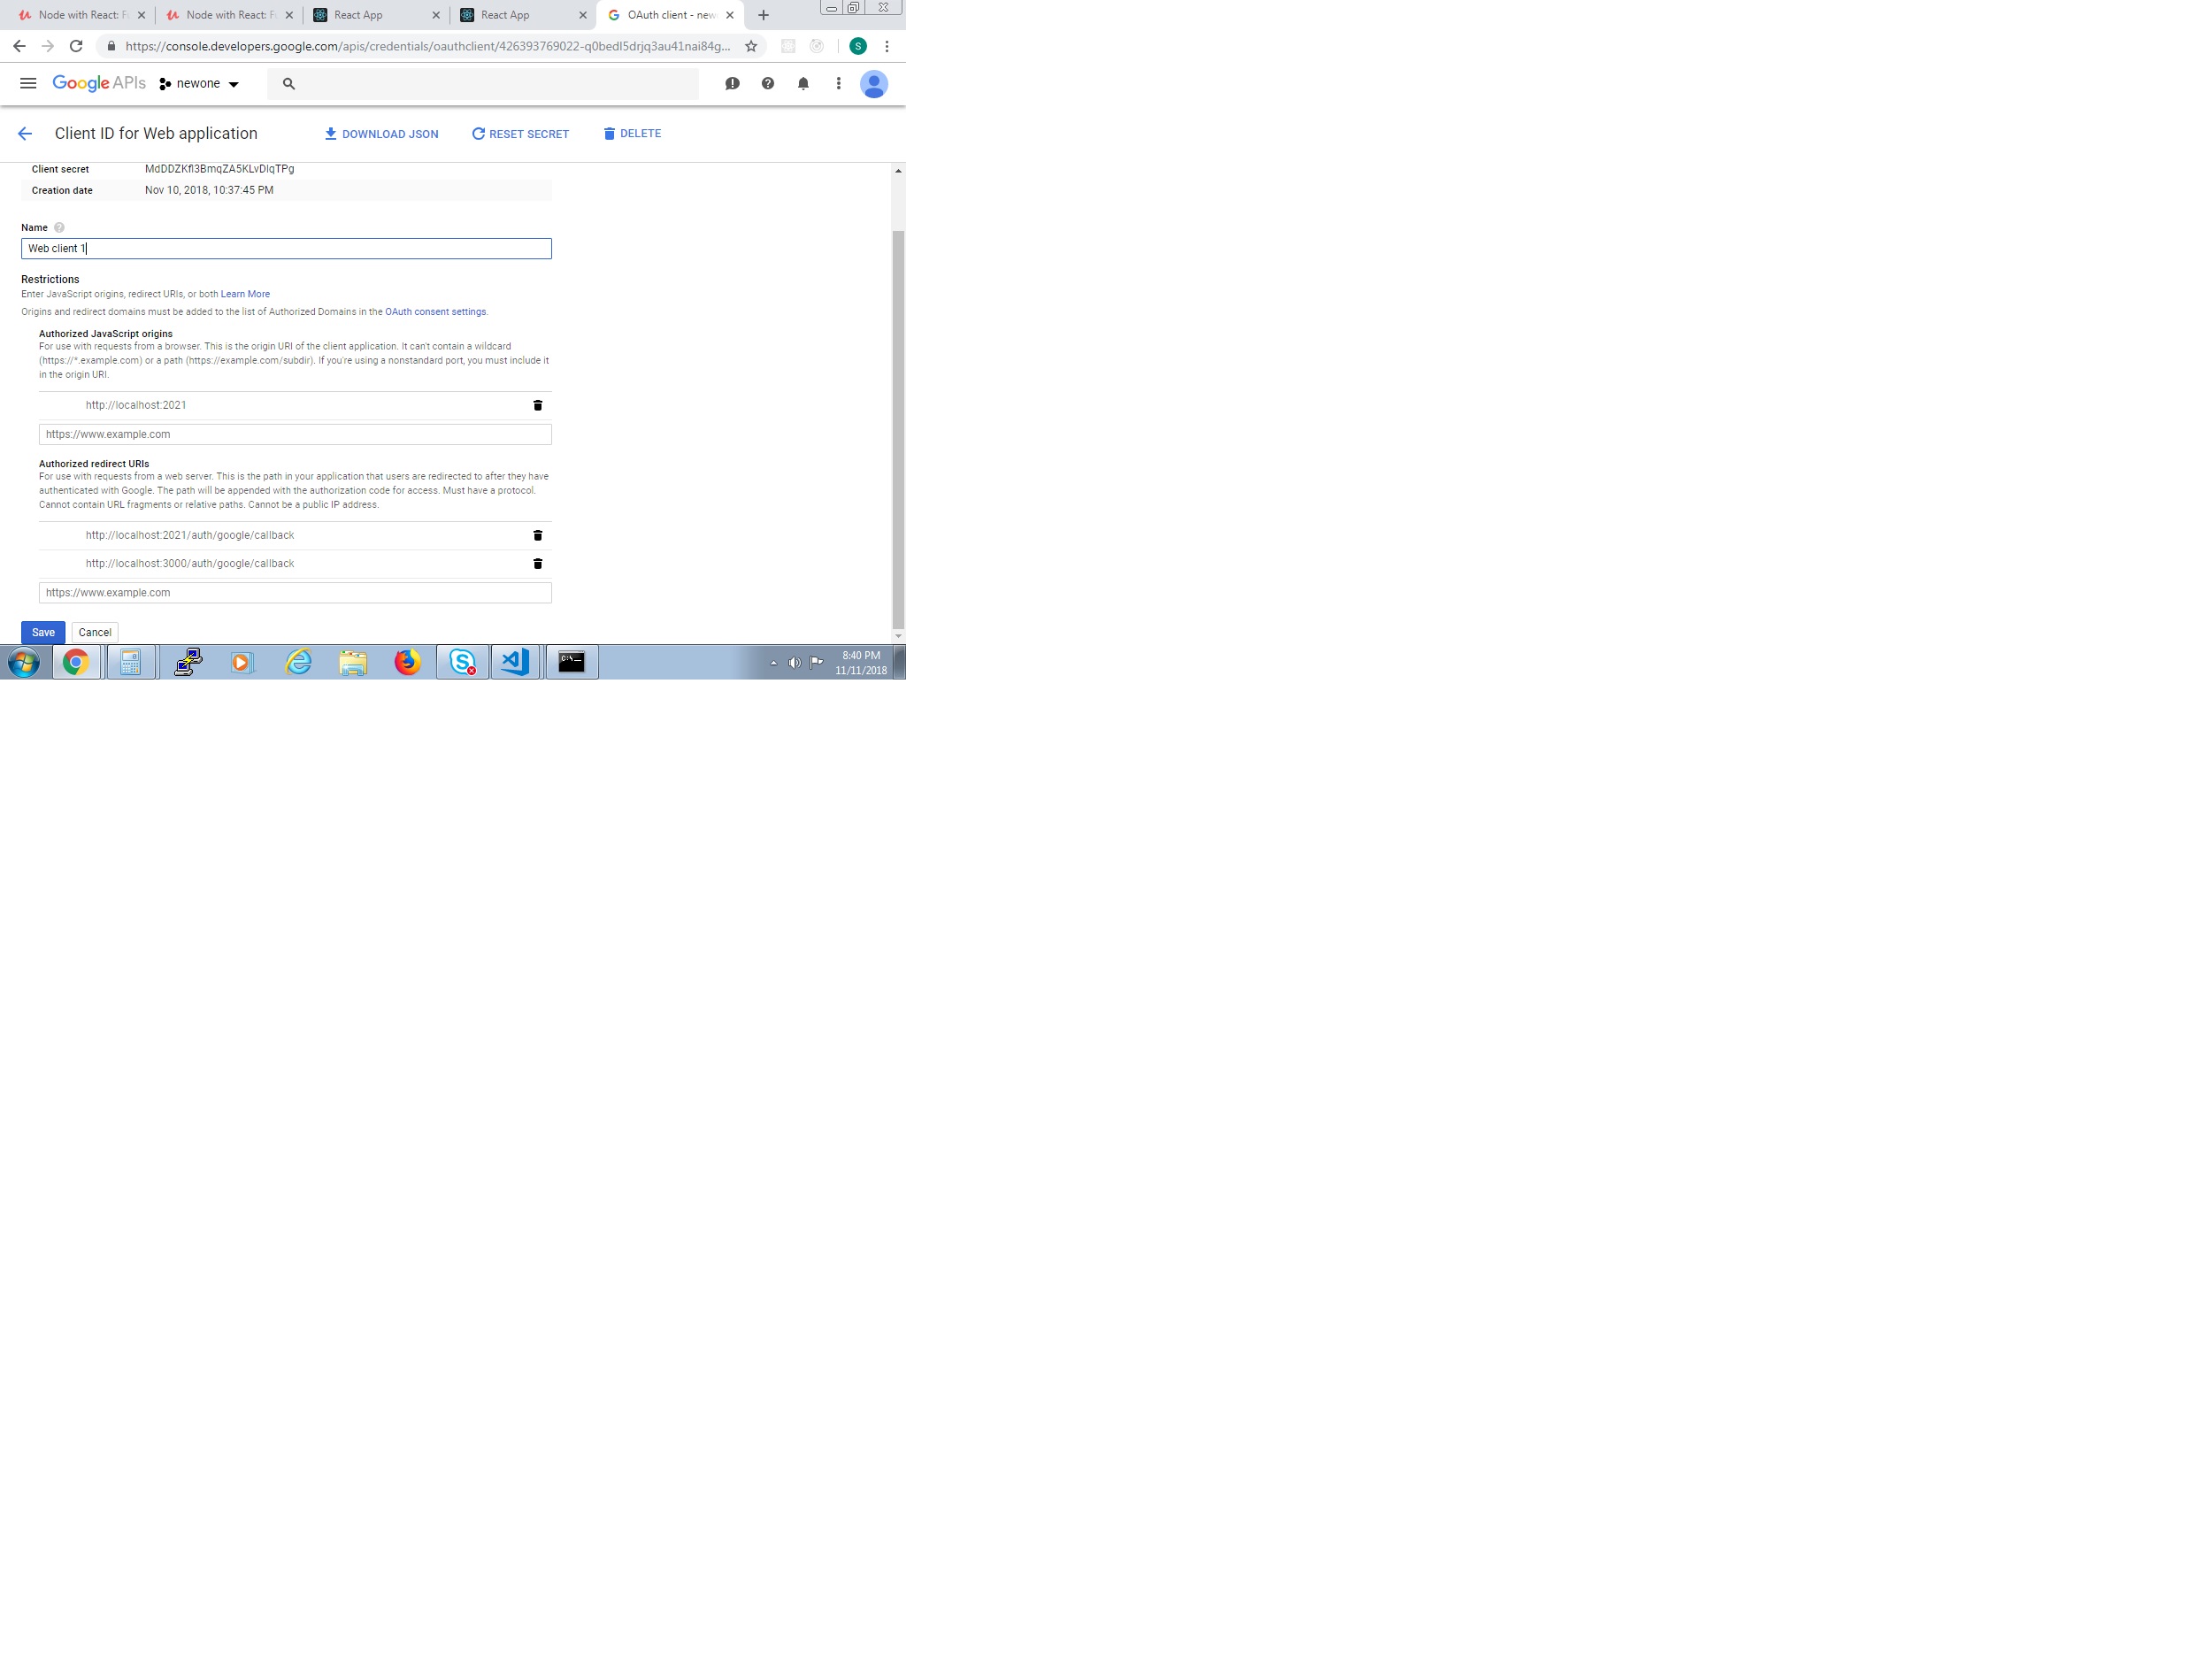 Node with React: F
Node with React: F
React App
React App
OAuth client - new
https://console.developers.google.com/apis/credentials/oauthclient/426393769022-q0bedl5drjq3au41nai84g...
S
Google APIs
newone
Client ID for Web application
DOWNLOAD JSON
RESET SECRET
DELETE
Client secret
Creation date
Nov 10, 2018, 10:37:45 PM
Name
Web client 1
Restrictions
Enter JavaScript origins, redirect URIs, or both Learn More
Origins and redirect domains must be added to the list of Authorized Domains in the OAuth consent settings.
Authorized JavaScript origins
For use with requests from a browser. This is the origin URI of the client application. It can't contain a wildcard
(https://*.example.com) or a path (https://example.com/subdir). If you're using a nonstandard port, you must include it
in the origin URI.
http://localhost:2021
https://www.example.com
Authorized redirect URIs
For use with requests from a web server. This is the path in your application that users are redirected to after they have
authenticated with Google. The path will be appended with the authorization code for access. Must have a protocol.
Cannot contain URL fragments or relative paths. Cannot be a public IP address.
http://localhost:2021/auth/google/callback
http://localhost:3000/auth/google/callback
https://www.example.com
Save
Cancel
8:40 PM
11/11/2018